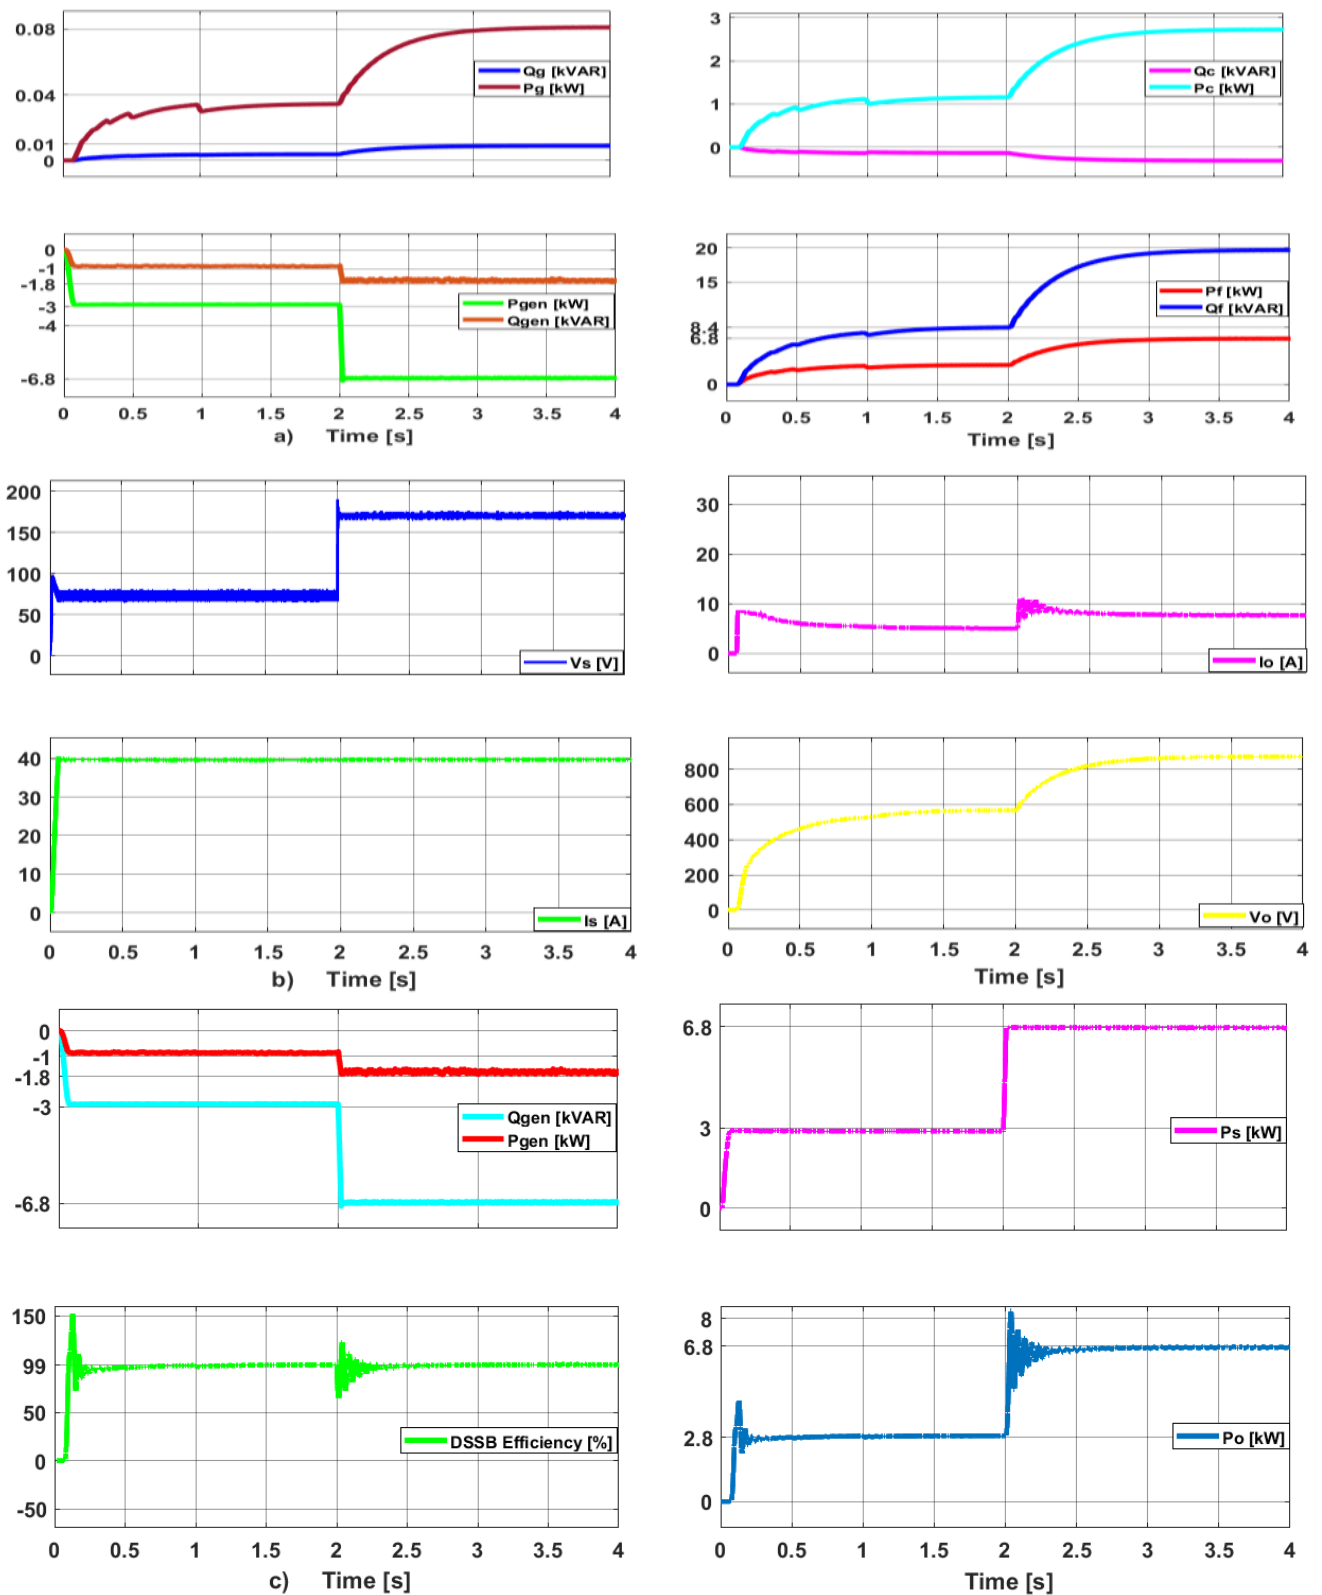 0.08
0.04
0.01
0
Qg [kVAR]
Pg [kW]
3
2
1
0
Qc [kVAR]
Pc [kW]
0
-1
-1.8
-3
-4
-6.8
Pgen [kW]
Qgen [kVAR]
0 0.5 1 1.5 2 2.5 3 3.5 4
a) Time [s]
20
15
8.4
6.8
0
Pf [kW]
Qf [kVAR]
0 0.5 1 1.5 2 2.5 3 3.5 4
Time [s]
200
150
100
50
0
Vs [V]
30
20
10
0
Io [A]
40
30
20
10
0
Is [A]
0 0.5 1 1.5 2 2.5 3 3.5 4
b) Time [s]
800
600
400
200
0
Vo [V]
0 0.5 1 1.5 2 2.5 3 3.5 4
Time [s]
0
-1
-1.8
-3
-6.8
Qgen [kVAR]
Pgen [kW]
6.8
3
0
Ps [kW]
150
99
50
0
-50
DSSB Efficiency [%]
0 0.5 1 1.5 2 2.5 3 3.5 4
c) Time [s]
8
6.8
2.8
0
Po [kW]
0 0.5 1 1.5 2 2.5 3 3.5 4
Time [s]